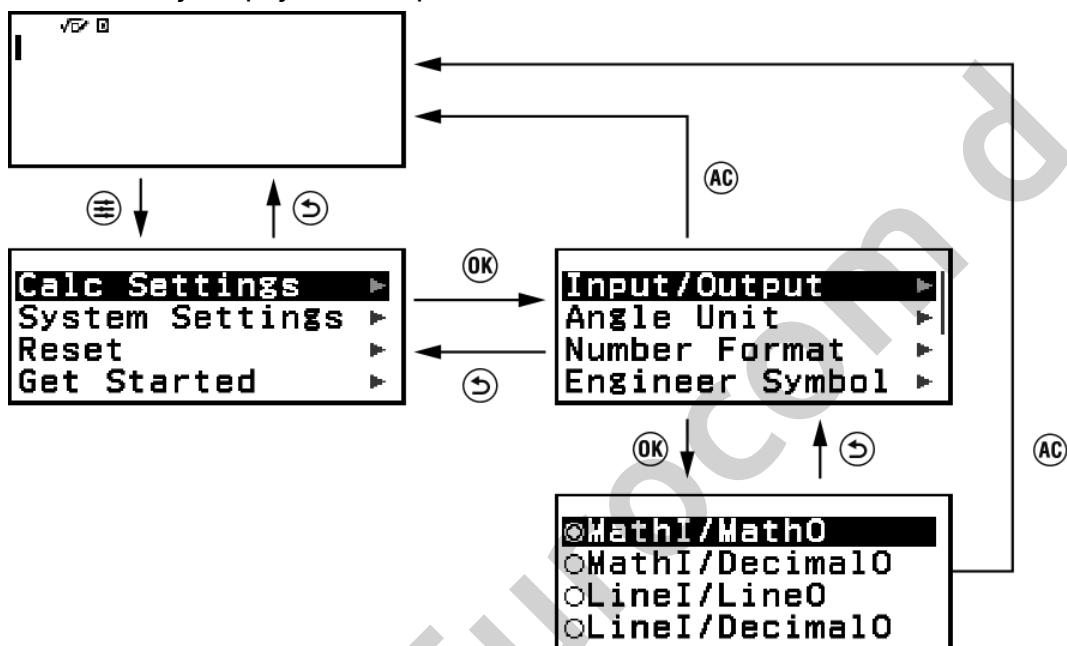 √ D
AC
OK
Calc Settings
System Settings
Reset
Get Started
Input/Output
Angle Unit
Number Format
Engineer Symbol
OK
AC
MathI/MathO
MathI/DecimalO
LineI/LineO
LineI/DecimalO
urocom d